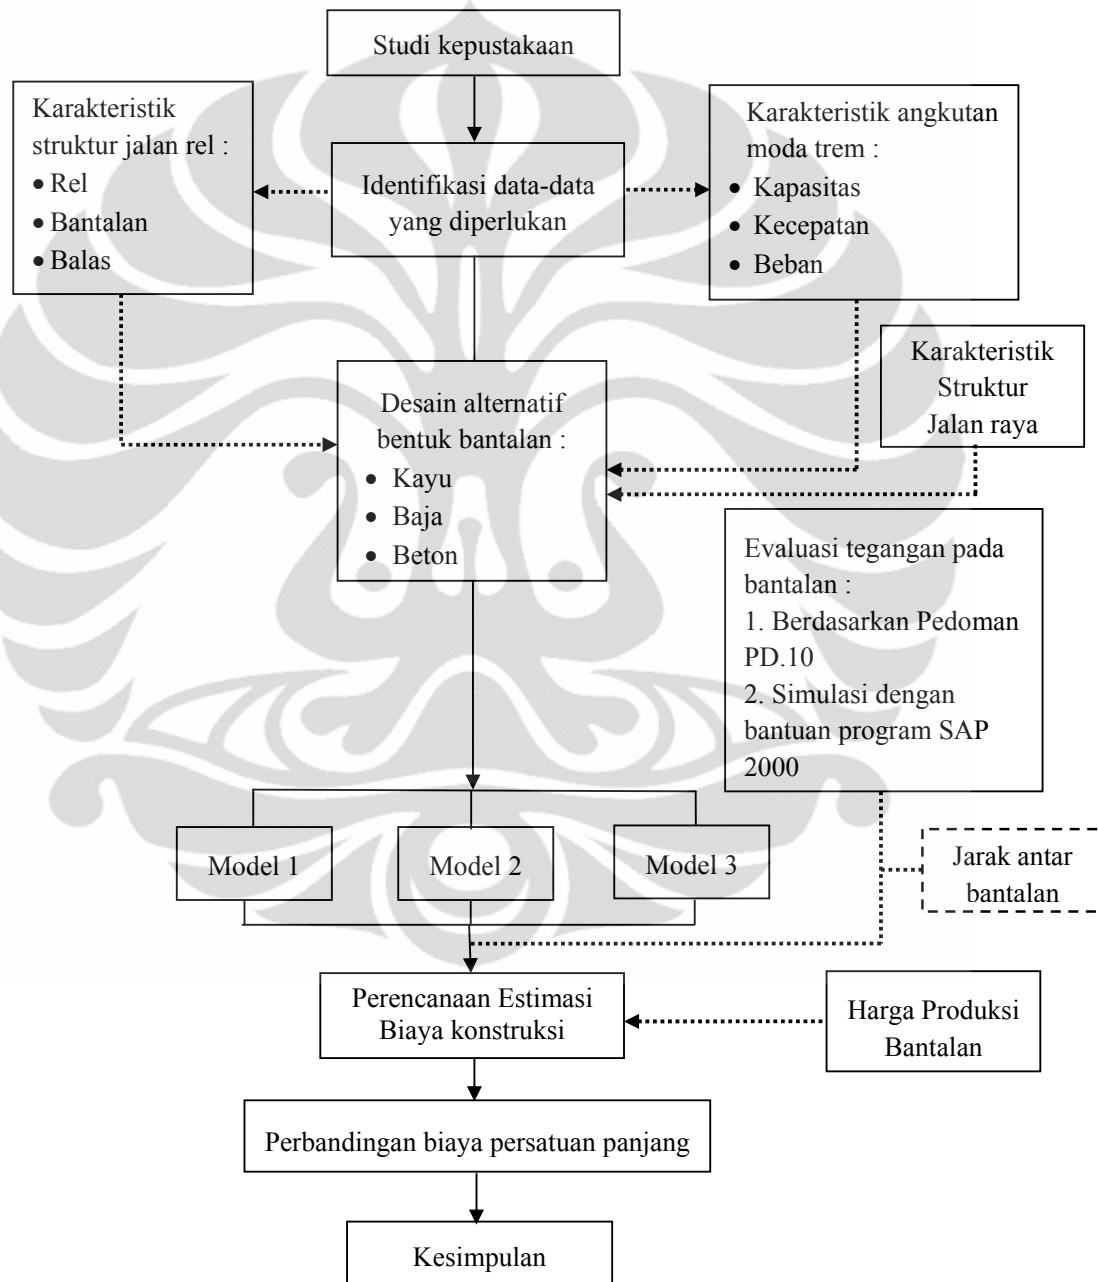 Studi kepustakaan
Karakteristik
struktur jalan rel :
• Rel
• Bantalan
• Balas
Identifikasi data-data
yang diperlukan
Karakteristik angkutan
moda trem :
• Kapasitas
• Kecepatan
• Beban
Karakteristik
Struktur
Jalan raya
Desain alternatif
bentuk bantalan :
• Kayu
• Baja
• Beton
Evaluasi tegangan pada
bantalan :
1. Berdasarkan Pedoman
PD.10
2. Simulasi dengan
bantuan program SAP
2000
Model 1
Model 2
Model 3
Jarak antar
bantalan
Perencanaan Estimasi
Biaya konstruksi
Harga Produksi
Bantalan
Perbandingan biaya persatuan panjang
Kesimpulan